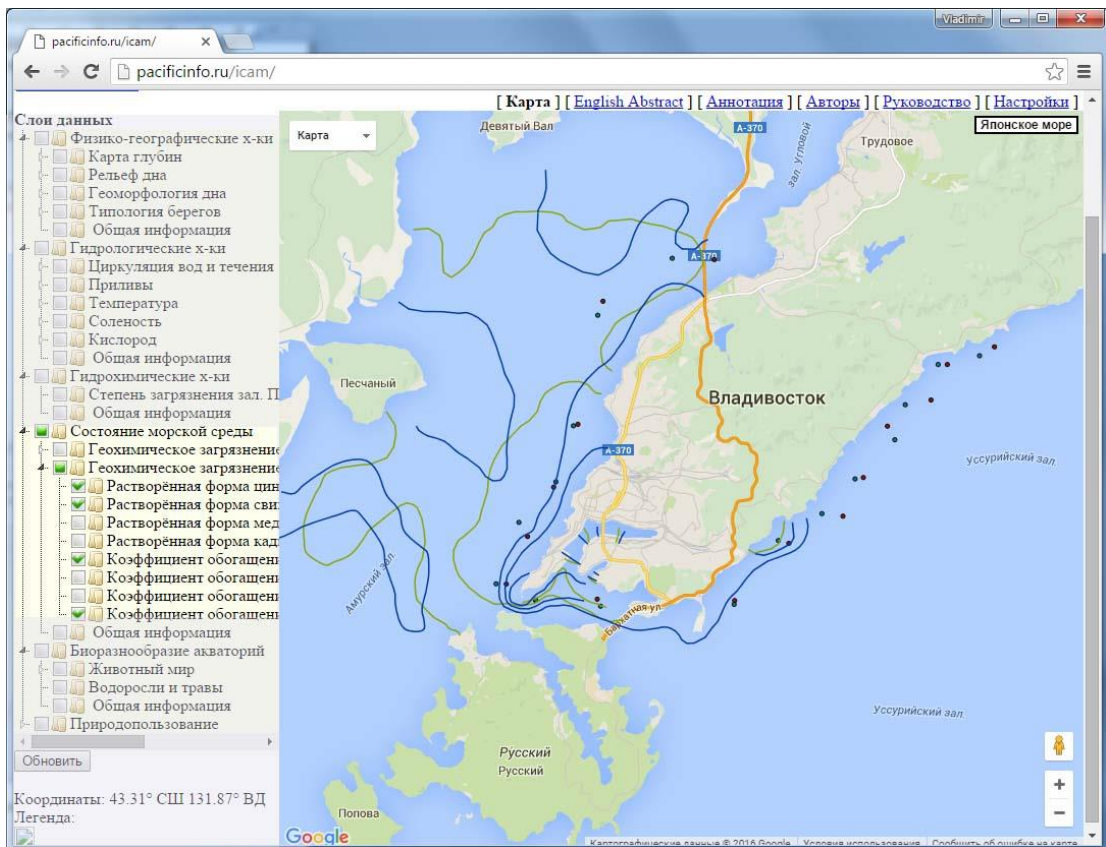 Vladimir
pacificinfo.ru/icam/
pacificinfo.ru/icam/
[ Карта ] [ English Abstract ] [ Аннотация ] [ Авторы ] [ Руководство ] [ Настройки ]
Слои данных
Физико-географические х-ки
Карта глубин
Рельеф дна
Геоморфология дна
Типология берегов
Общая информация
Гидрологические х-ки
Циркуляция вод и течения
Приливы
Температура
Соленость
Кислород
Общая информация
Гидрохимические х-ки
Степень загрязнения зал. П
Общая информация
Состояние морской среды
Геохимическое загрязнение
Геохимическое загрязнение
Растворённая форма цин
Растворённая форма сви
Растворённая форма мед
Растворённая форма кад
Коэффициент обогащени
Коэффициент обогащени
Коэффициент обогащени
Коэффициент обогащени
Общая информация
Биоразнообразие акваторий
Животный мир
Водоросли и травы
Общая информация
Природопользование
Обновить
Координаты: 43.31° СШ 131.87° ВД
Легенда:
Карта
Девятый Вал
А-370
зал. Угловой
Трудовое
Японское море
А-370
Песчаный
Владивосток
А-370
Уссурийский зал.
Амурский зал.
Бархатная ул.
Уссурийский зал.
Русский
Русский
Попова
Google
Картографические данные © 2016 Google
Условия использования
Сообщить об ошибке на карте